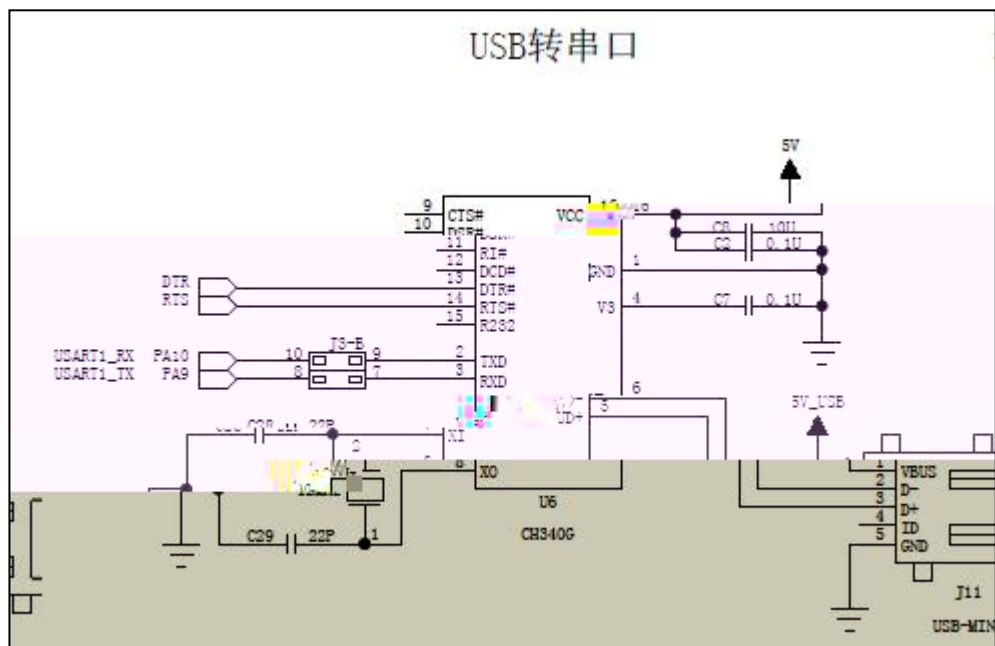 USB转串口
5V
9 CTS# VCC
10
C8 10U
11 RI# C2 0.1U
12 DCD# GND 1
DTR 13 DTR#
RTS 14 RTS# V3 4 C7 0.1U
15 R232
J3-B
USART1_RX PA10 10 9 2 TXD
USART1_TX PA9 8 7 3 RXD
6
UD+ 5 5V_USB
22P XI
2
8 XO
1 VBUS
2 D-
3 D+
4 ID
5 GND
U6
CH340G
C29 22P 1
J11
USB-MIN